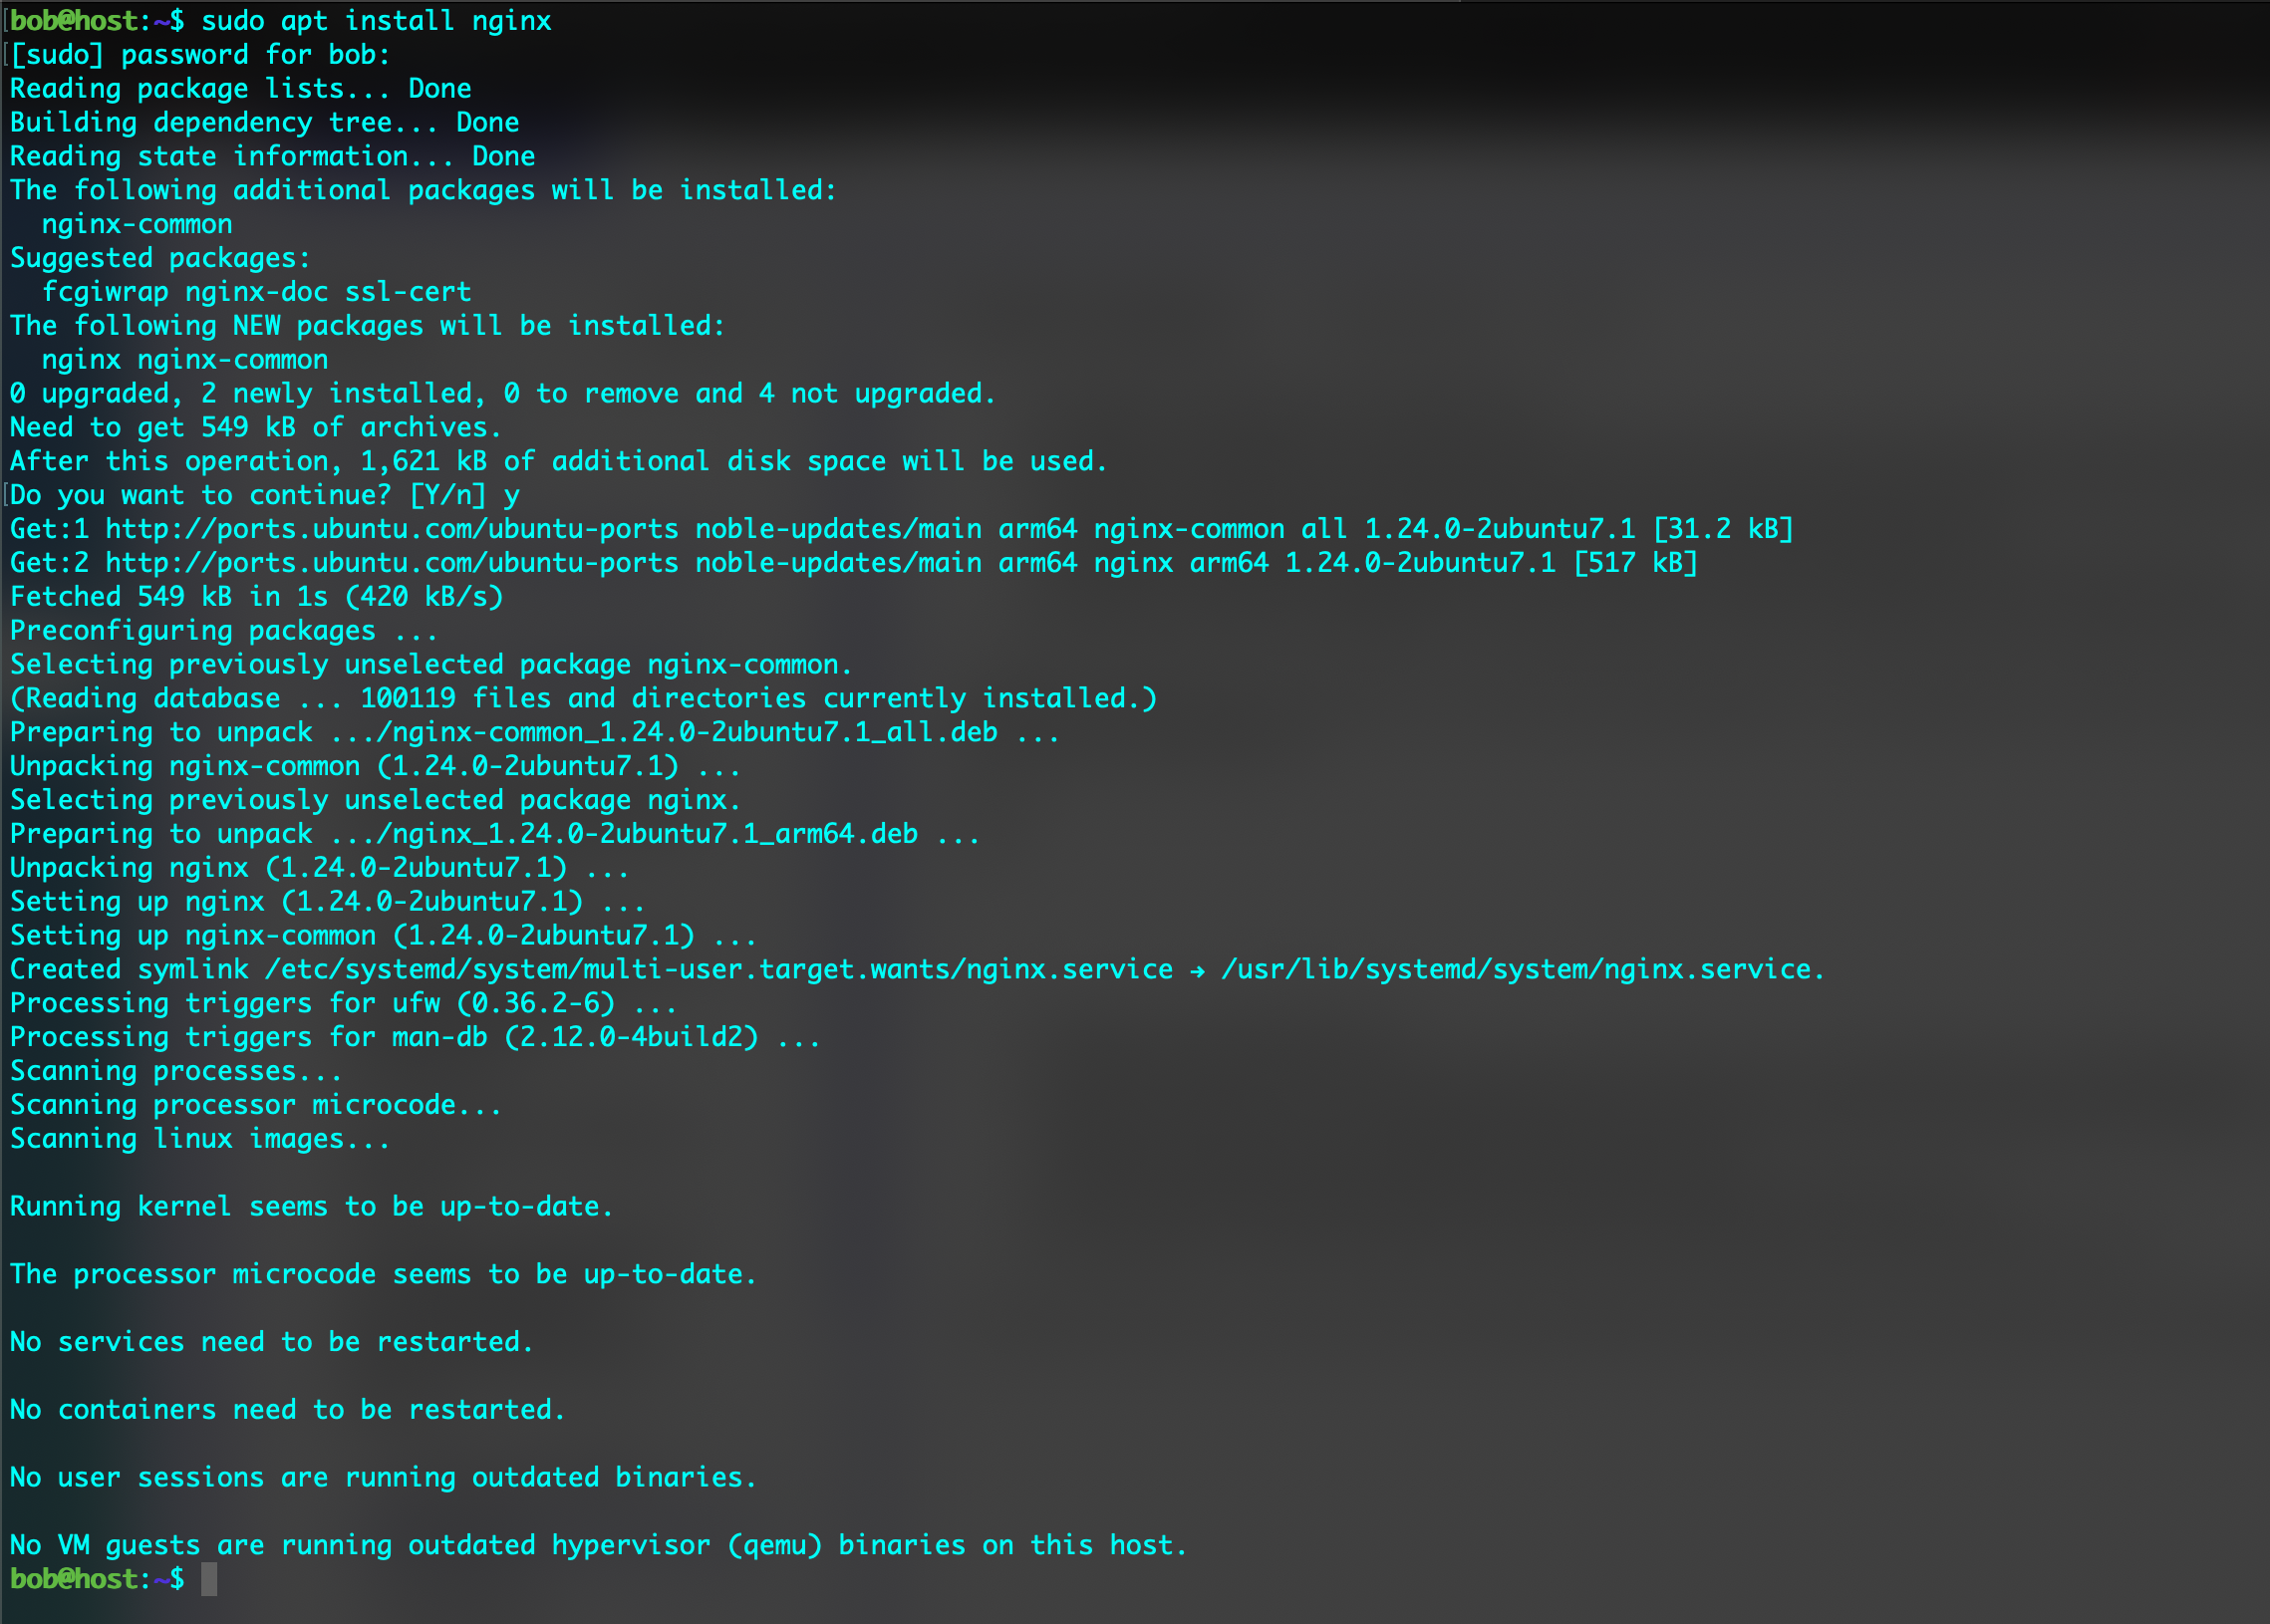 bob@host:~$ sudo apt install nginx
[sudo] password for bob:
Reading package lists... Done
Building dependency tree... Done
Reading state information... Done
The following additional packages will be installed:
  nginx-common
Suggested packages:
  fcgiwrap nginx-doc ssl-cert
The following NEW packages will be installed:
  nginx nginx-common
0 upgraded, 2 newly installed, 0 to remove and 4 not upgraded.
Need to get 549 kB of archives.
After this operation, 1,621 kB of additional disk space will be used.
Do you want to continue? [Y/n] y
Get:1 http://ports.ubuntu.com/ubuntu-ports noble-updates/main arm64 nginx-common all 1.24.0-2ubuntu7.1 [31.2 kB]
Get:2 http://ports.ubuntu.com/ubuntu-ports noble-updates/main arm64 nginx arm64 1.24.0-2ubuntu7.1 [517 kB]
Fetched 549 kB in 1s (420 kB/s)
Preconfiguring packages ...
Selecting previously unselected package nginx-common.
(Reading database ... 100119 files and directories currently installed.)
Preparing to unpack .../nginx-common_1.24.0-2ubuntu7.1_all.deb ...
Unpacking nginx-common (1.24.0-2ubuntu7.1) ...
Selecting previously unselected package nginx.
Preparing to unpack .../nginx_1.24.0-2ubuntu7.1_arm64.deb ...
Unpacking nginx (1.24.0-2ubuntu7.1) ...
Setting up nginx (1.24.0-2ubuntu7.1) ...
Setting up nginx-common (1.24.0-2ubuntu7.1) ...
Created symlink /etc/systemd/system/multi-user.target.wants/nginx.service → /usr/lib/systemd/system/nginx.service.
Processing triggers for ufw (0.36.2-6) ...
Processing triggers for man-db (2.12.0-4build2) ...
Scanning processes...
Scanning processor microcode...
Scanning linux images...
Running kernel seems to be up-to-date.
The processor microcode seems to be up-to-date.
No services need to be restarted.
No containers need to be restarted.
No user sessions are running outdated binaries.
No VM guests are running outdated hypervisor (qemu) binaries on this host.
bob@host:~$